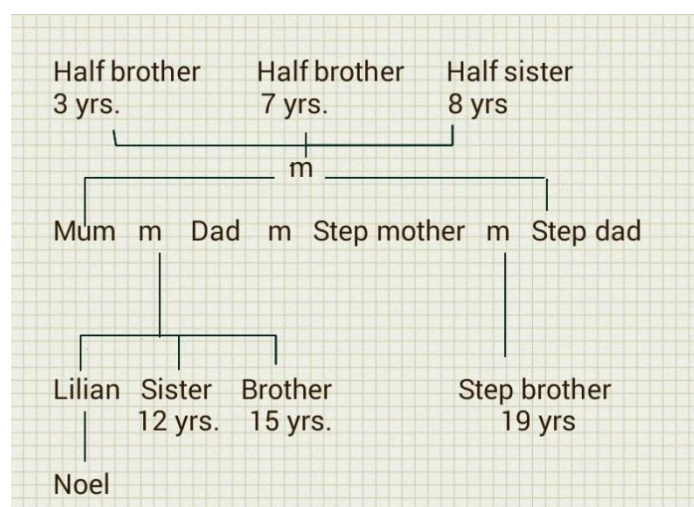 Half brother Half brother Half sister
3 yrs. 7 yrs. 8 yrs
m
Mum m Dad m Step mother m Step dad
Lilian Sister Brother Step brother
12 yrs. 15 yrs. 19 yrs
Noel